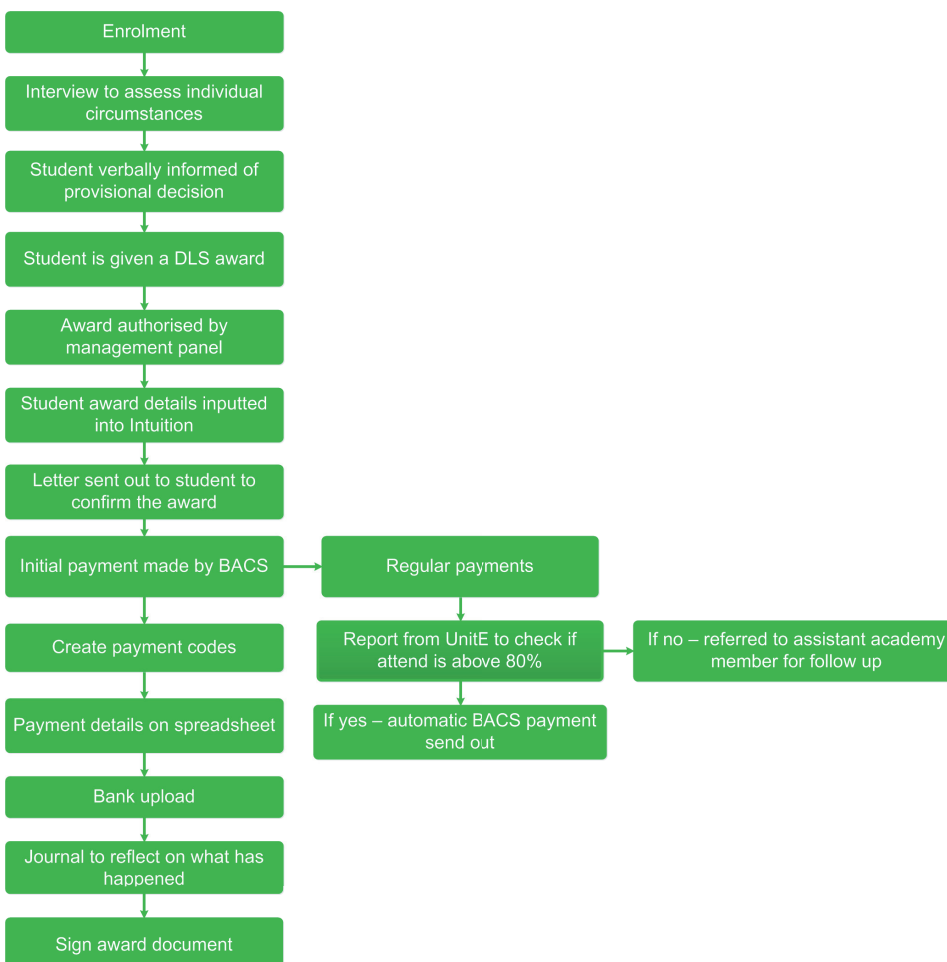 Enrolment
Interview to assess individual
circumstances
Student verbally informed of
provisional decision
Student is given a DLS award
Award authorised by
management panel
Student award details inputted
into Intuition
Letter sent out to student to
confirm the award
Initial payment made by BACS
Regular payments
Create payment codes
Report from UnitE to check if
attend is above 80%
If no – referred to assistant academy
member for follow up
Payment details on spreadsheet
If yes – automatic BACS payment
send out
Bank upload
Journal to reflect on what has
happened
Sign award document